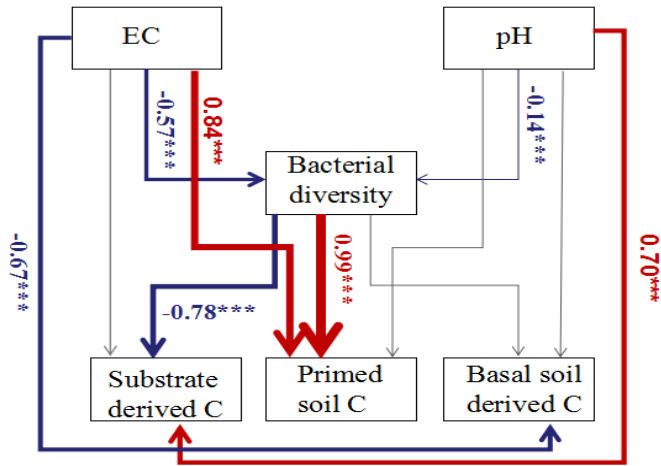 EC
pH
-0.57***
0.84***
-0.14***
Bacterial
diversity
-0.67***
0.99***
0.70***
-0.78***
Substrate
derived C
Primed
soil C
Basal soil
derived C